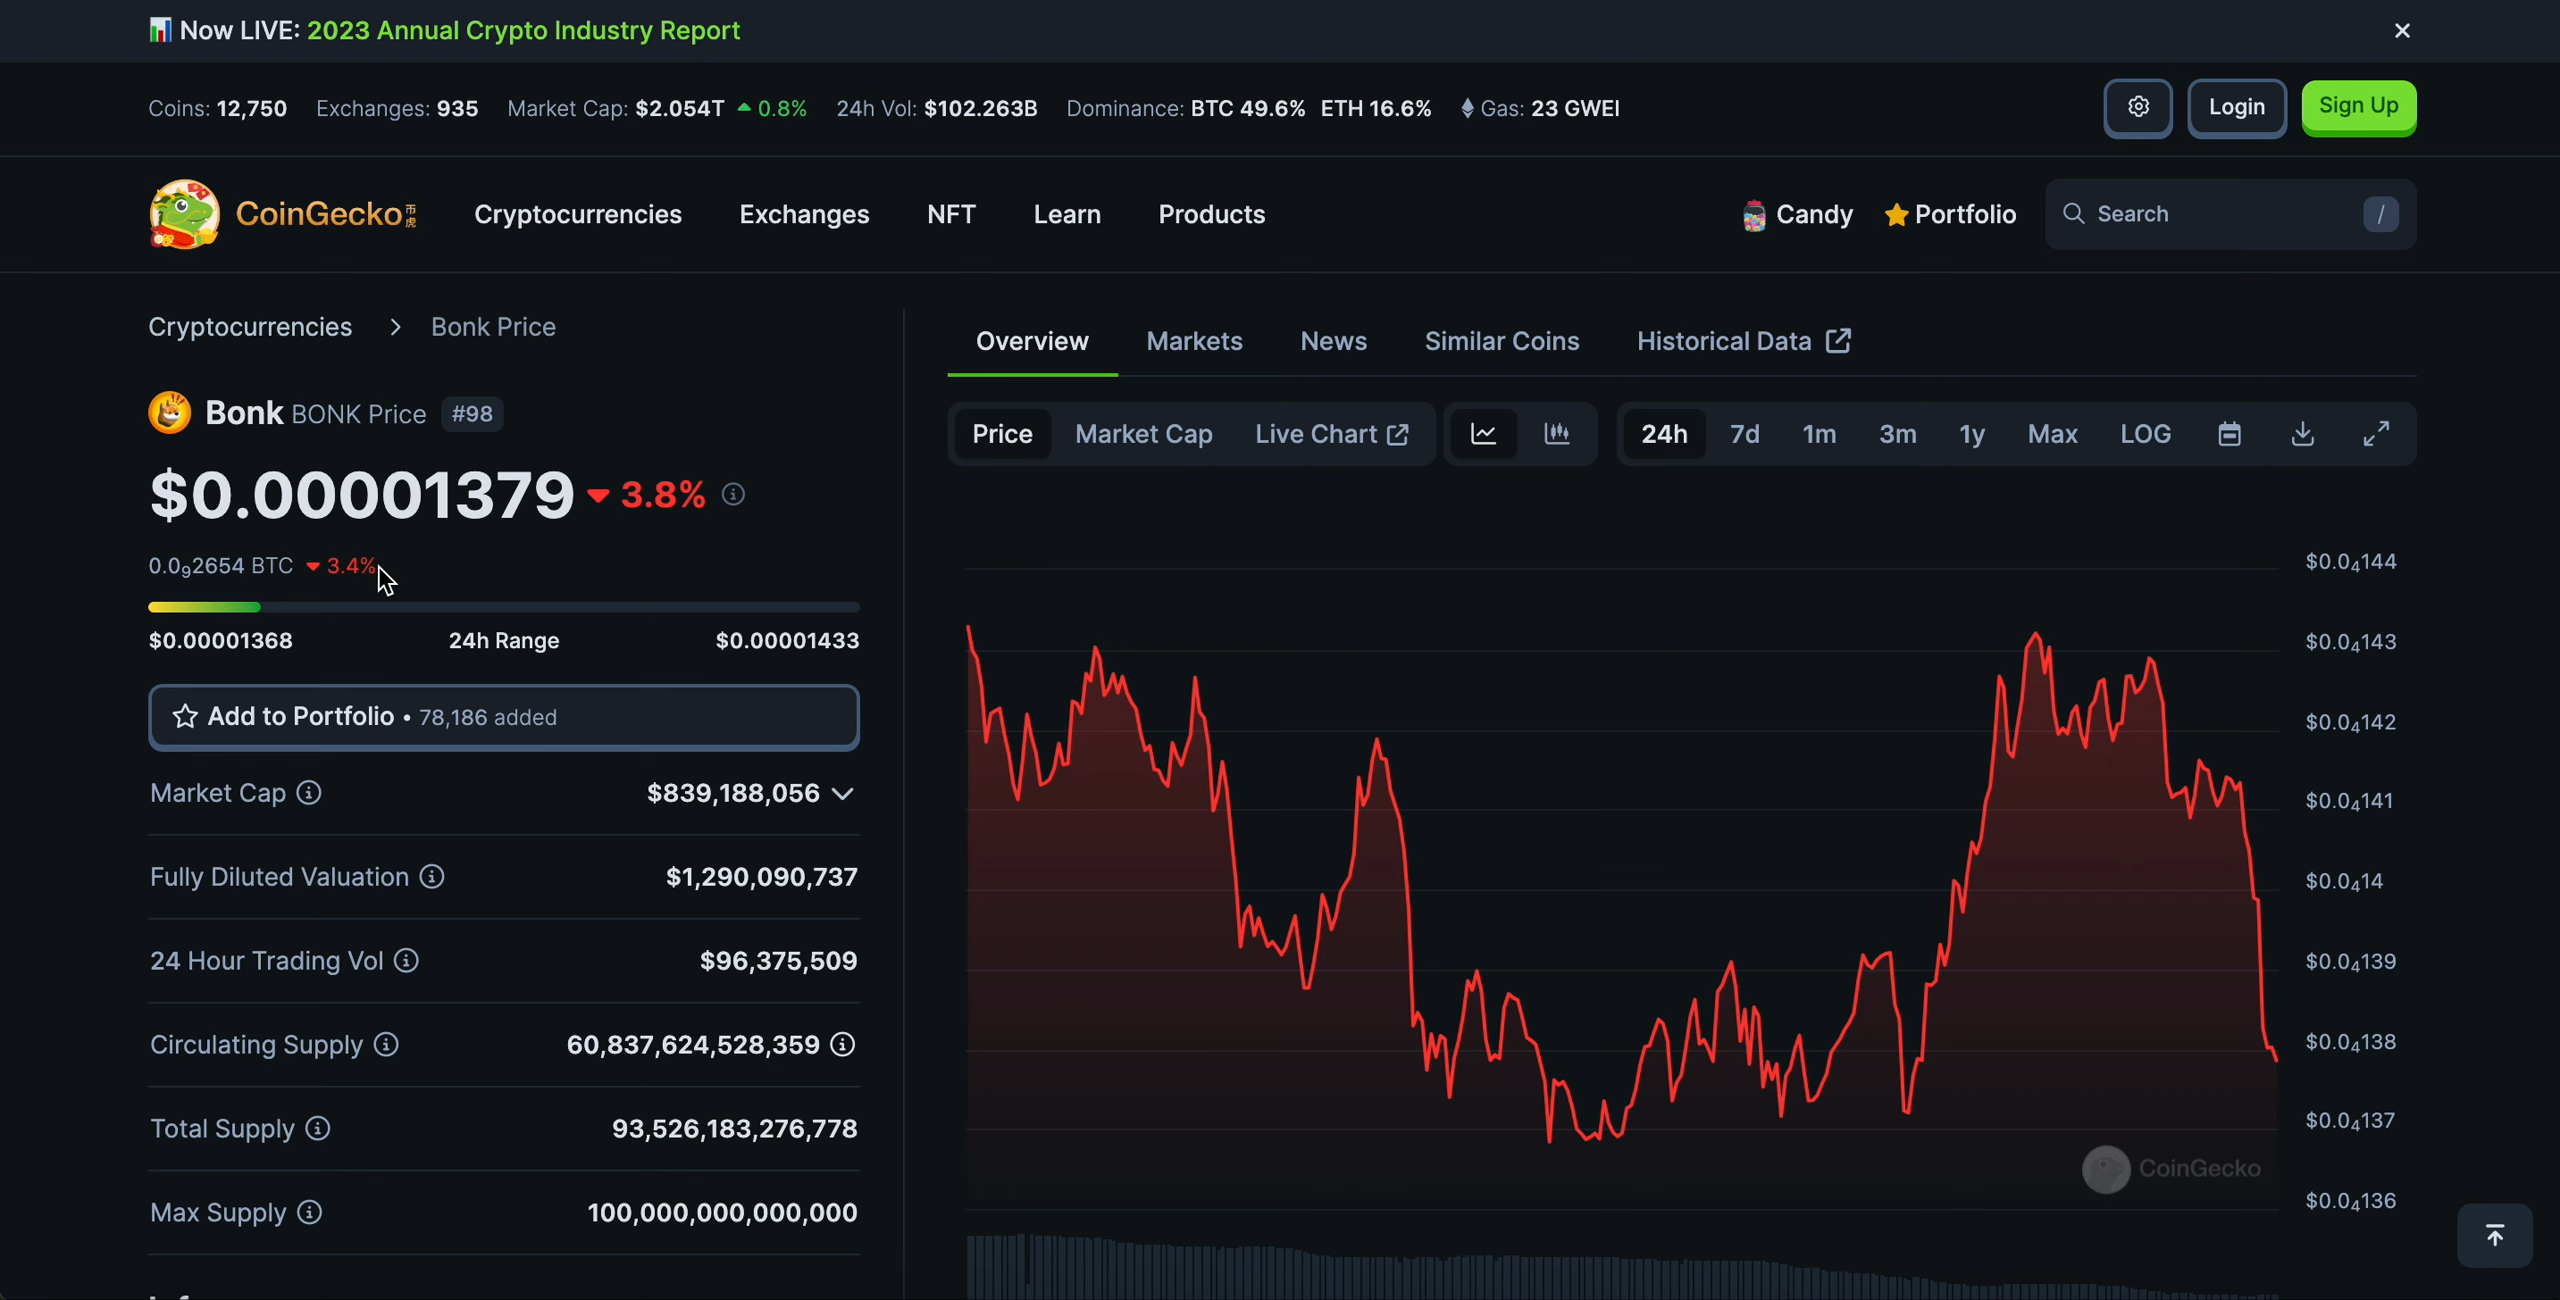 Now LIVE: 2023 Annual Crypto Industry Report
Coins: 12,750 Exchanges: 935 Market Cap: $2.054T 0.8% 24h Vol: $102.263B Dominance: BTC 49.6% ETH 16.6% Gas: 23 GWEI
Login
Sign Up
CoinGecko 币虎
Cryptocurrencies Exchanges NFT Learn Products
Candy Portfolio Search /
Cryptocurrencies > Bonk Price
Bonk BONK Price #98
$0.00001379 3.8%
0.0₉2654 BTC 3.4%
$0.00001368 24h Range $0.00001433
Add to Portfolio • 78,186 added
Market Cap $839,188,056
Fully Diluted Valuation $1,290,090,737
24 Hour Trading Vol $96,375,509
Circulating Supply 60,837,624,528,359
Total Supply 93,526,183,276,778
Max Supply 100,000,000,000,000
Overview Markets News Similar Coins Historical Data
Price Market Cap Live Chart 24h 7d 1m 3m 1y Max LOG
$0.0₄144
$0.0₄143
$0.0₄142
$0.0₄141
$0.0₄14
$0.0₄139
$0.0₄138
$0.0₄137
CoinGecko
$0.0₄136